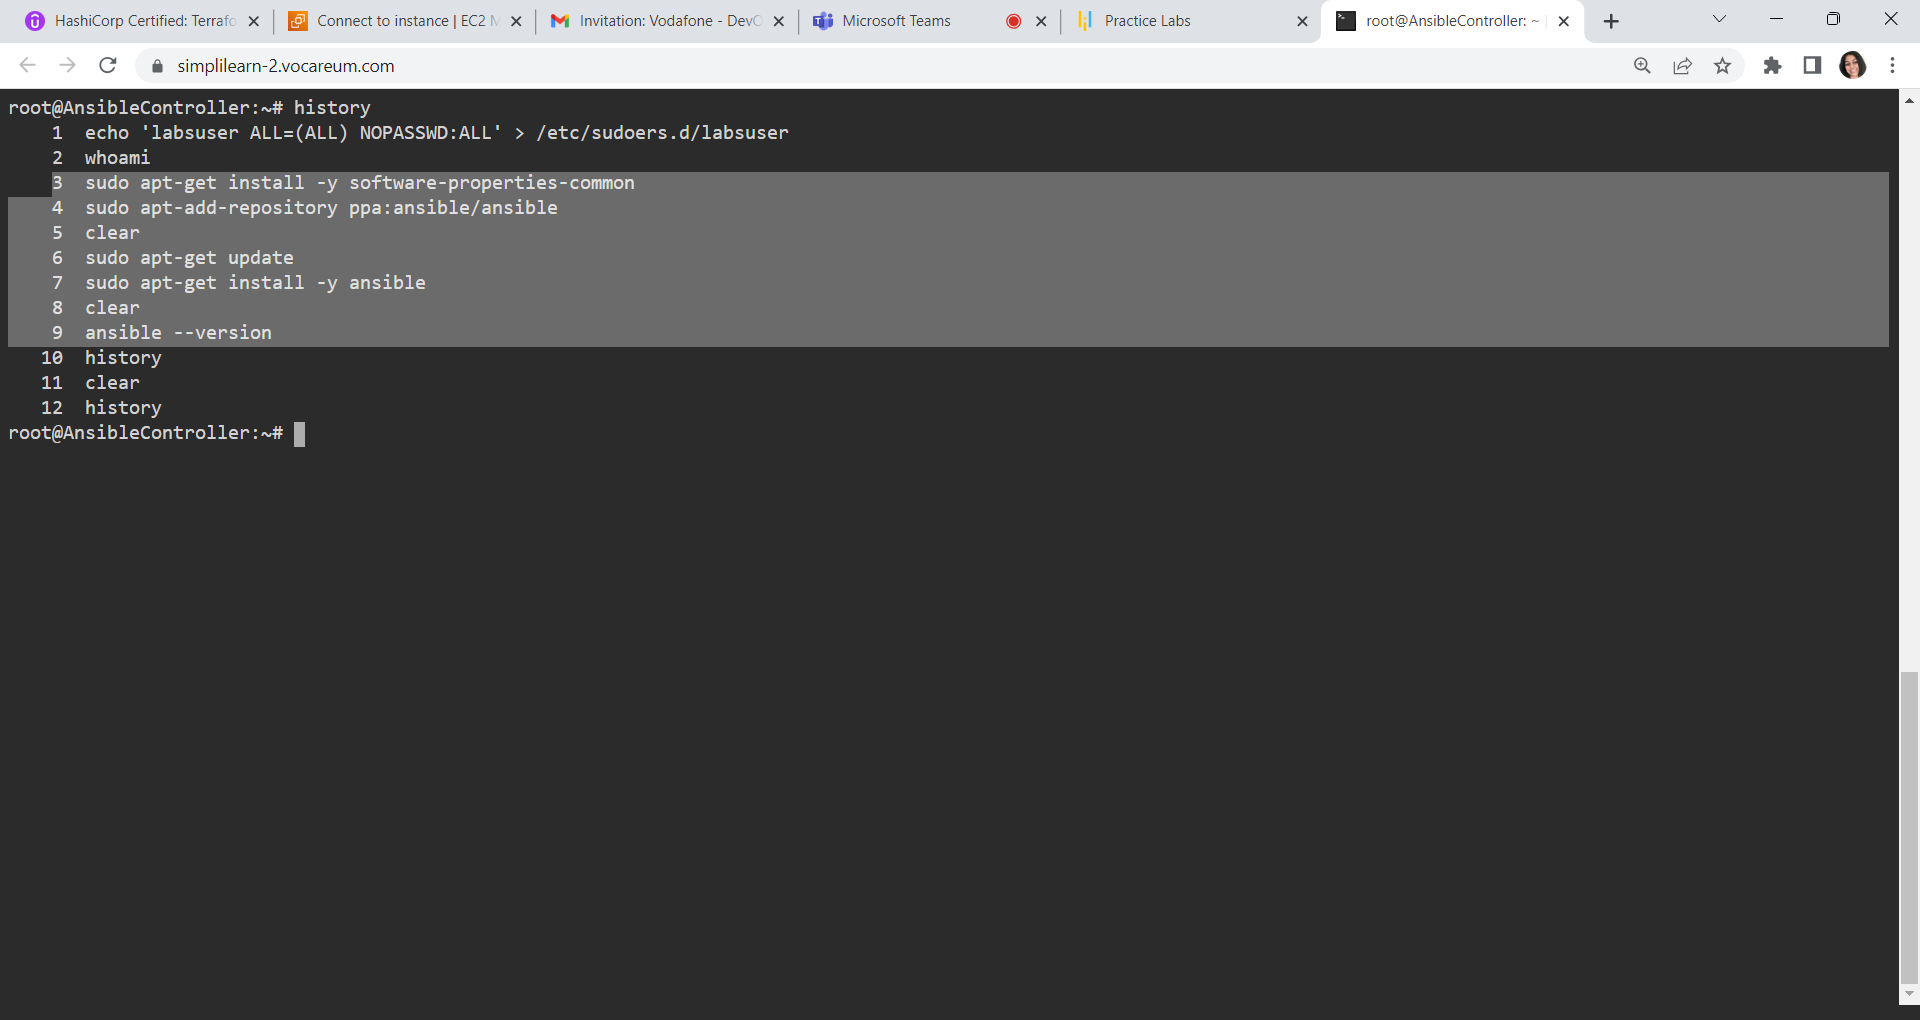 HashiCorp Certified: Terrafo
Connect to instance | EC2 M
Invitation: Vodafone - DevO
Microsoft Teams
Practice Labs
root@AnsibleController: ~
simplilearn-2.vocareum.com
root@AnsibleController:~# history
1 echo 'labsuser ALL=(ALL) NOPASSWD:ALL' > /etc/sudoers.d/labsuser
2 whoami
3 sudo apt-get install -y software-properties-common
4 sudo apt-add-repository ppa:ansible/ansible
5 clear
6 sudo apt-get update
7 sudo apt-get install -y ansible
8 clear
9 ansible --version
10 history
11 clear
12 history
root@AnsibleController:~#